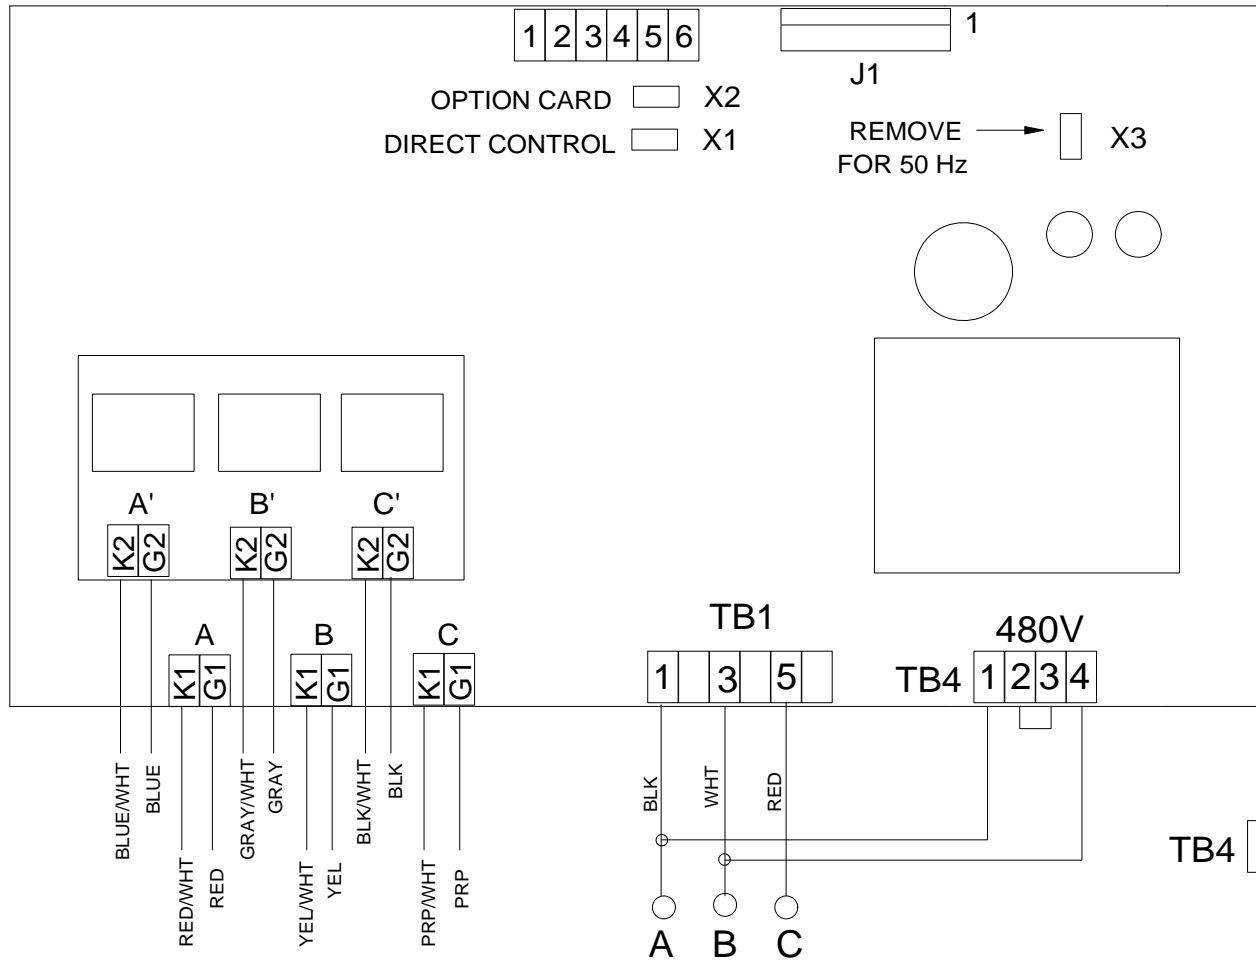 1 2 3 4 5 6
1
J1
OPTION CARD X2
DIRECT CONTROL X1
REMOVE
FOR 50 Hz
X3
A' B' C'
K2 G2 K2 G2 K2 G2
A B C
K1 G1 K1 G1 K1 G1
TB1
1 3 5
480V
TB4 1 2 3 4
BLUE/WHT
BLUE
RED/WHT
RED
GRAY/WHT
GRAY
YEL/WHT
YEL
BLK/WHT
BLK
PRP/WHT
PRP
BLK
WHT
RED
TB4
A B C